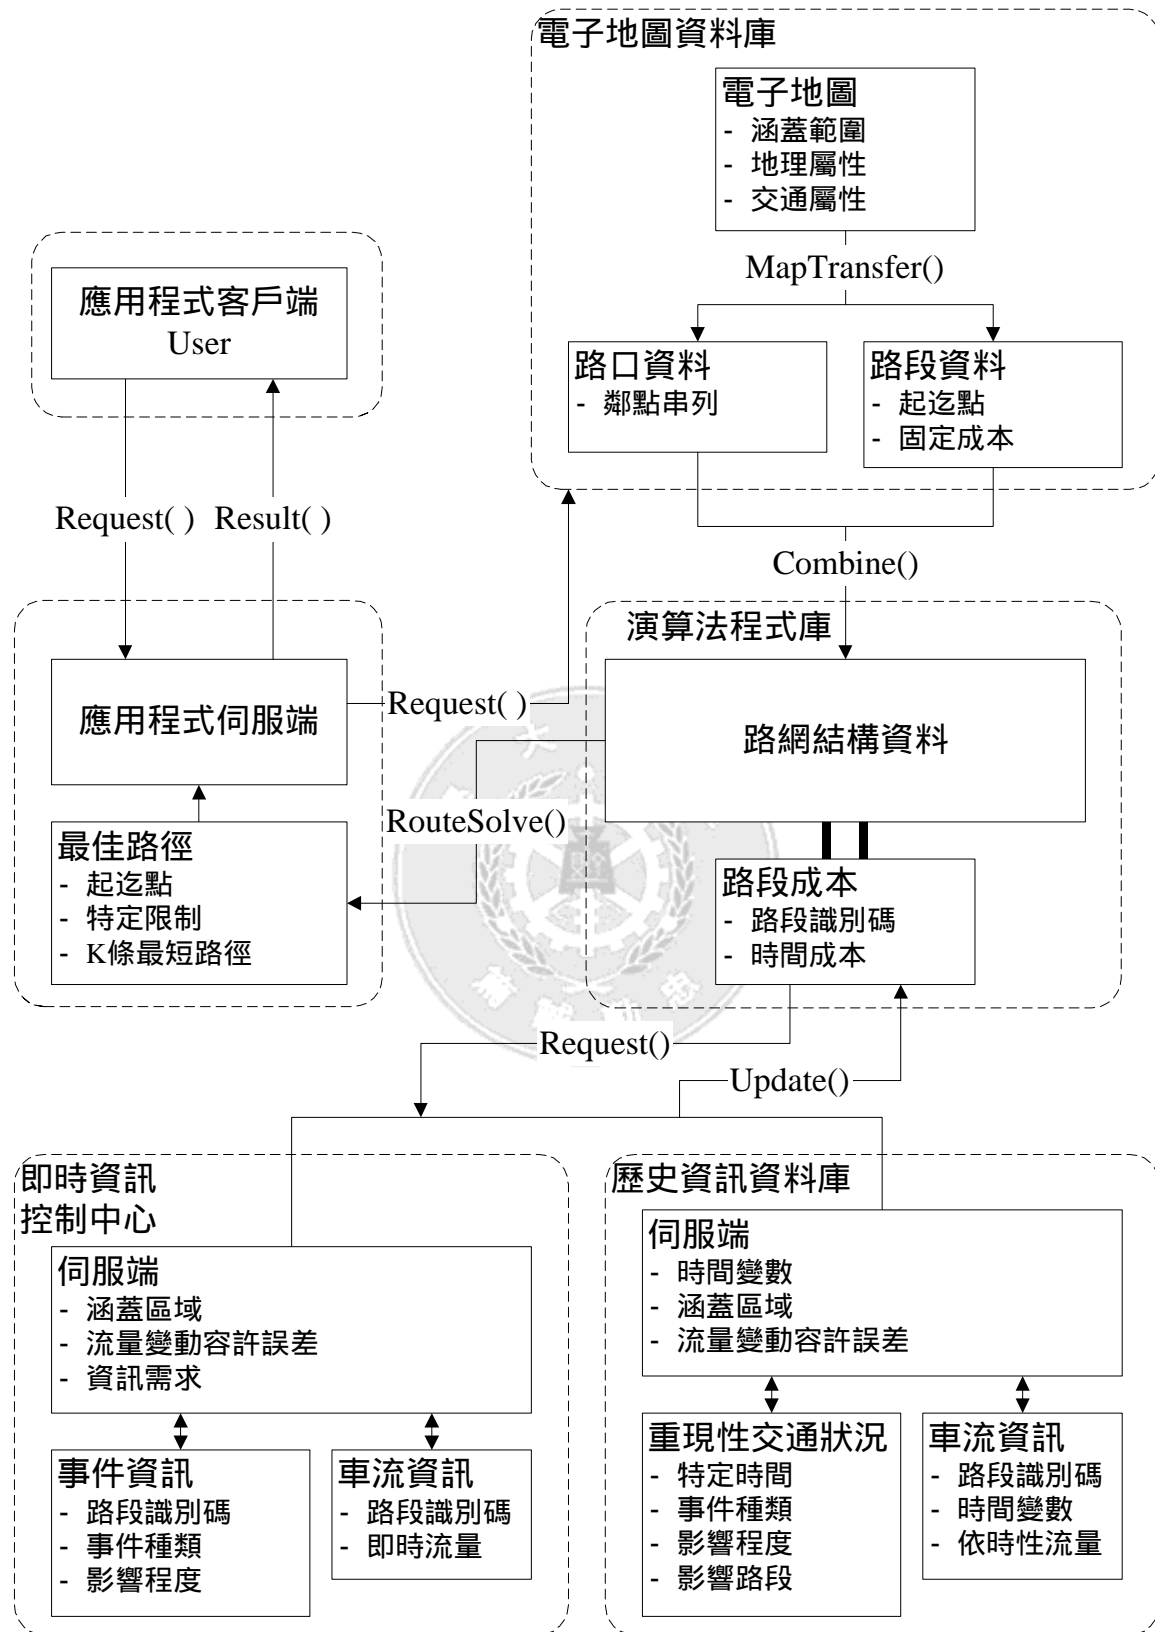 電子地圖資料庫
電子地圖
- 涵蓋範圍
- 地理屬性
- 交通屬性
MapTransfer()
路口資料
- 鄰點串列
路段資料
- 起迄點
- 固定成本
應用程式客戶端
User
Request( )
Result( )
Combine()
應用程式伺服端
Request( )
演算法程式庫
路網結構資料
RouteSolve()
最佳路徑
- 起迄點
- 特定限制
- K條最短路徑
路段成本
- 路段識別碼
- 時間成本
Request()
Update()
即時資訊
控制中心
伺服端
- 涵蓋區域
- 流量變動容許誤差
- 資訊需求
事件資訊
- 路段識別碼
- 事件種類
- 影響程度
車流資訊
- 路段識別碼
- 即時流量
歷史資訊資料庫
伺服端
- 時間變數
- 涵蓋區域
- 流量變動容許誤差
重現性交通狀況
- 特定時間
- 事件種類
- 影響程度
- 影響路段
車流資訊
- 路段識別碼
- 時間變數
- 依時性流量